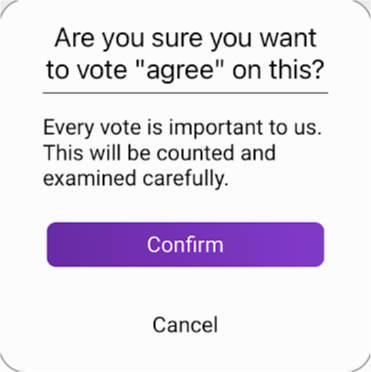 Are you sure you want
to vote "agree" on this?
Every vote is important to us.
This will be counted and
examined carefully.
Confirm
Cancel